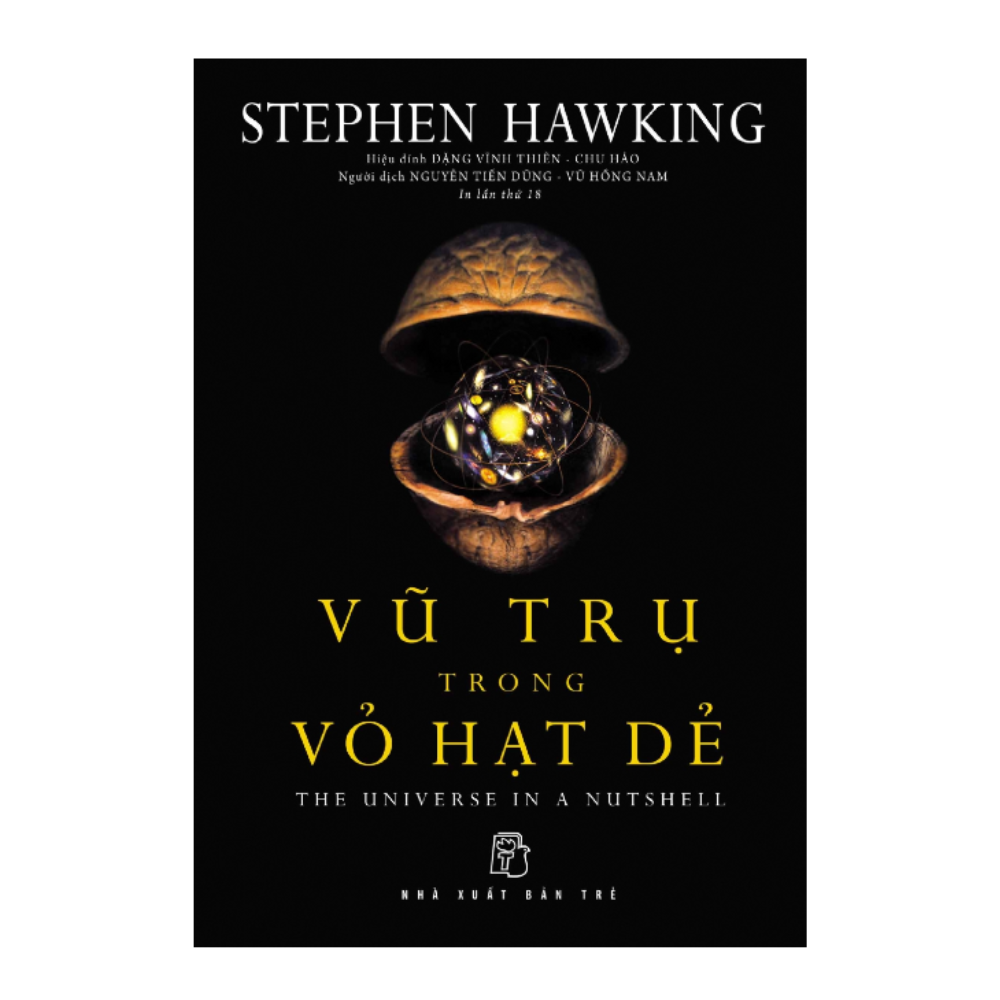 STEPHEN HAWKING
Hiệu đính ĐẶNG VĨNH THIÊN - CHU HẢO
Người dịch NGUYỄN TIẾN DŨNG - VŨ HỒNG NAM
In lần thứ 18
VŨ TRỤ
TRONG
VỎ HẠT DẺ
THE UNIVERSE IN A NUTSHELL
T
NHÀ XUẤT BẢN TRẺ